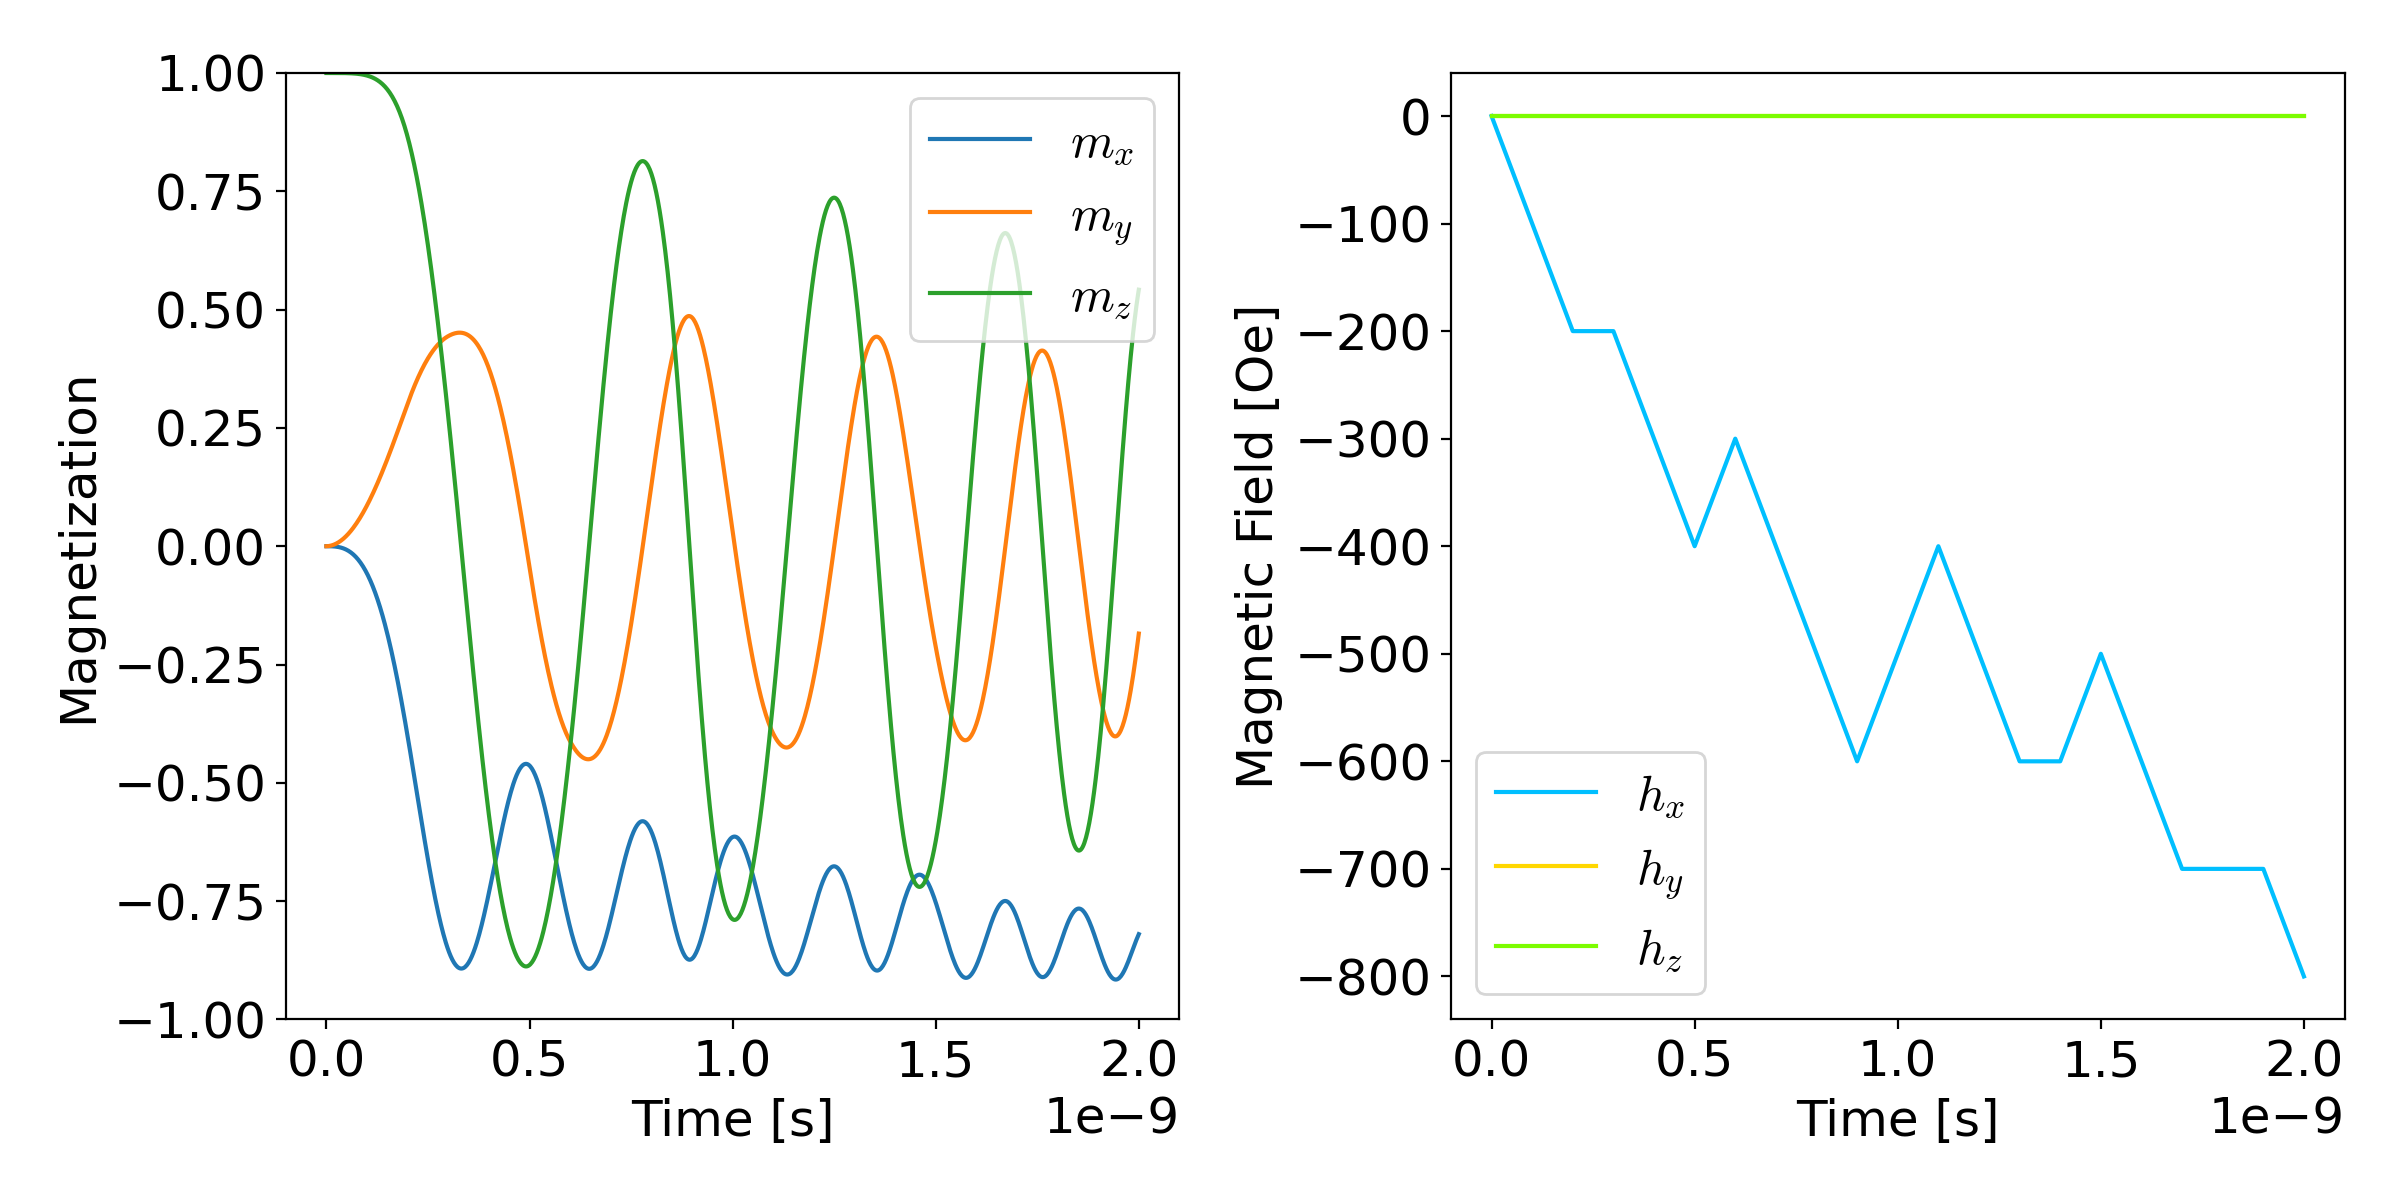 1.00
0.75
0.50
0.25
0.00
−0.25
−0.50
−0.75
−1.00
Magnetization
0.0 0.5 1.0 1.5 2.0
Time [s]
1e−9
m_x
m_y
m_z
0
−100
−200
−300
−400
−500
−600
−700
−800
Magnetic Field [Oe]
0.0 0.5 1.0 1.5 2.0
Time [s]
1e−9
h_x
h_y
h_z